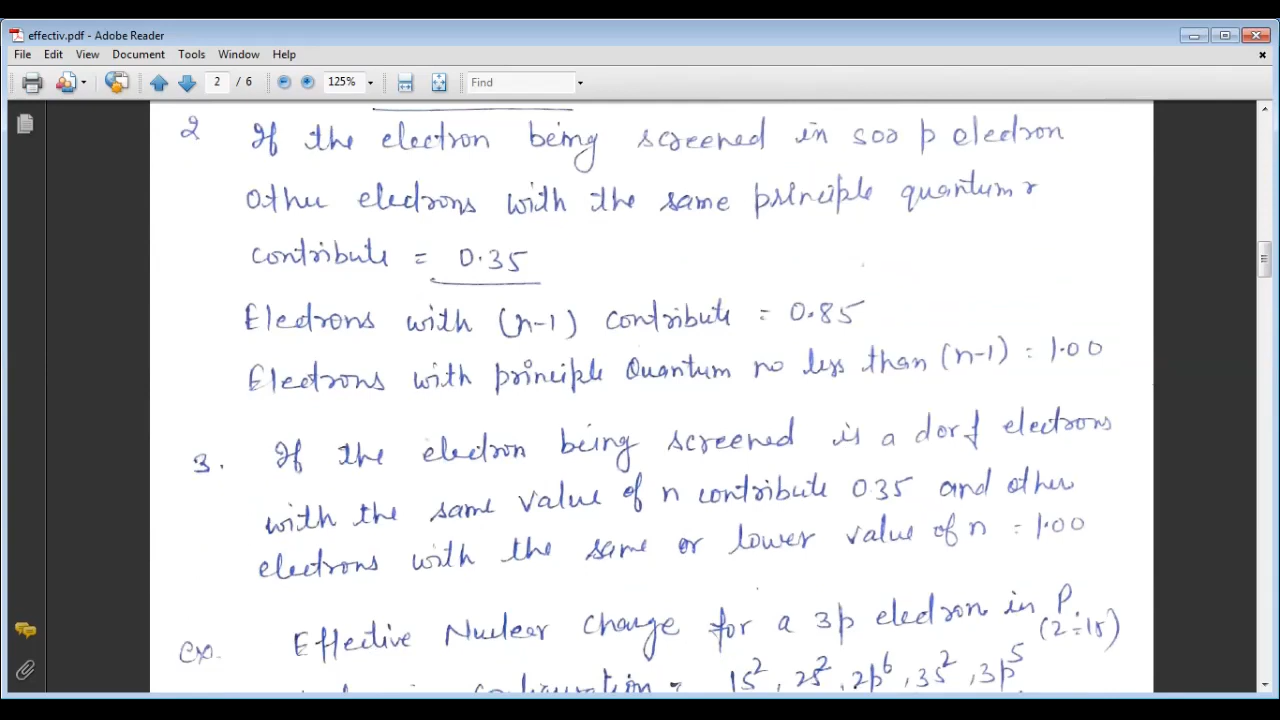 effectiv.pdf - Adobe Reader
File Edit View Document Tools Window Help
2 / 6 125% Find
2 If the electron being screened in s or p electron
Other electrons with the same principle quantum
contribute = 0.35
Electrons with (n-1) contribute = 0.85
Electrons with principle Quantum no less than (n-1) = 1.00
3. If the electron being screened is a d or f electrons
with the same value of n contribute 0.35 and other
electrons with the same or lower value of n = 1.00
ex. Effective Nuclear Charge for a 3p electron in P.
(Z=15)
configuration = 1s², 2s², 2p⁶, 3s², 3p⁵